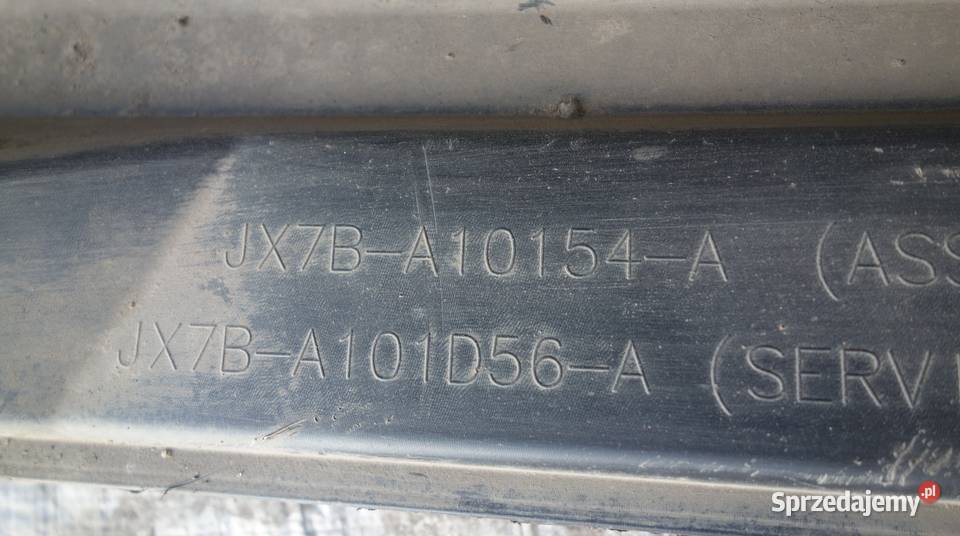 JX7B-A10154-A (ASS
JX7B-A101D56-A (SERV
Sprzedajemy.pl